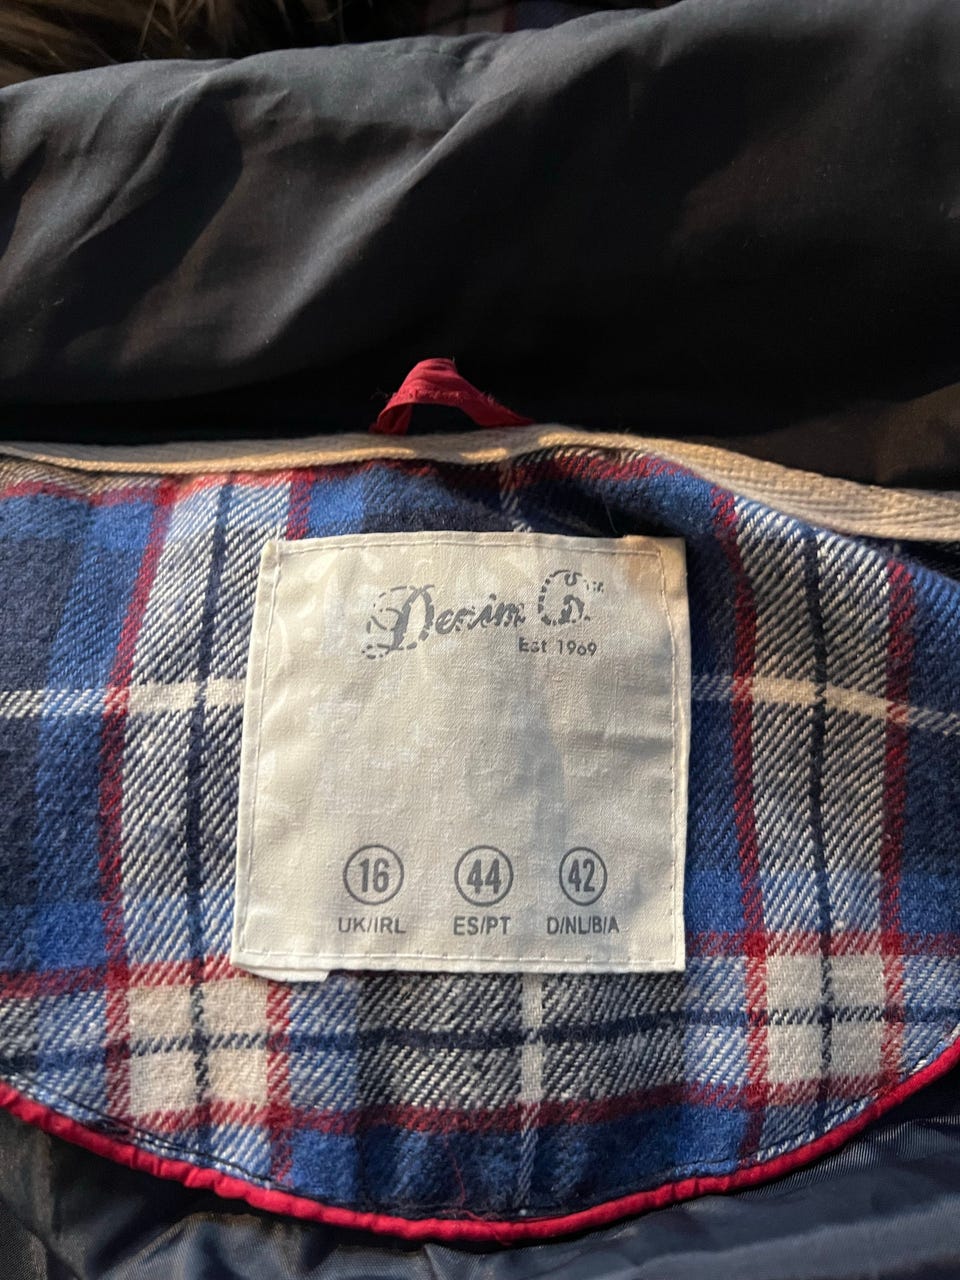 Denim Co
Est 1969
16 44 42
UK/IRL ES/PT D/NL/B/A